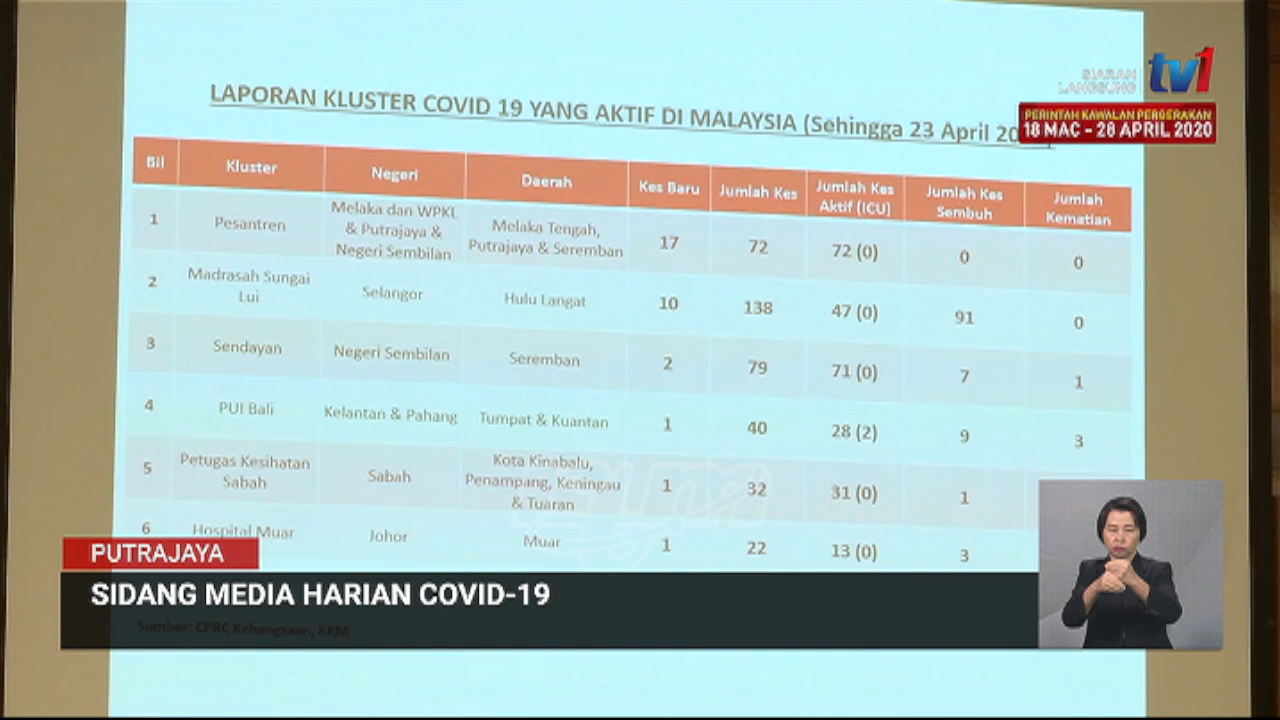 SIARAN
LANGSUNG
tv1
PERINTAH KAWALAN PERGERAKAN
18 MAC - 28 APRIL 2020
LAPORAN KLUSTER COVID 19 YANG AKTIF DI MALAYSIA (Sehingga 23 April
Bil Kluster Negeri Daerah Kes Baru Jumlah Kes Jumlah Kes Aktif (ICU) Jumlah Kes Sembuh Jumlah Kematian
1 Pesantren Melaka dan WPKL & Putrajaya & Negeri Sembilan Melaka Tengah, Putrajaya & Seremban 17 72 72 (0) 0 0
2 Madrasah Sungai Lui Selangor Hulu Langat 10 138 47 (0) 91 0
3 Sendayan Negeri Sembilan Seremban 2 79 71 (0) 7 1
4 PUI Bali Kelantan & Pahang Tumpat & Kuantan 1 40 28 (2) 9 3
5 Petugas Kesihatan Sabah Sabah Kota Kinabalu, Penampang, Keningau & Tuaran 1 32 31 (0) 1
6 Hospital Muar Johor Muar 1 22 13 (0) 3
PUTRAJAYA
SIDANG MEDIA HARIAN COVID-19
Sumber: CPRC Kebangsaan, KKM